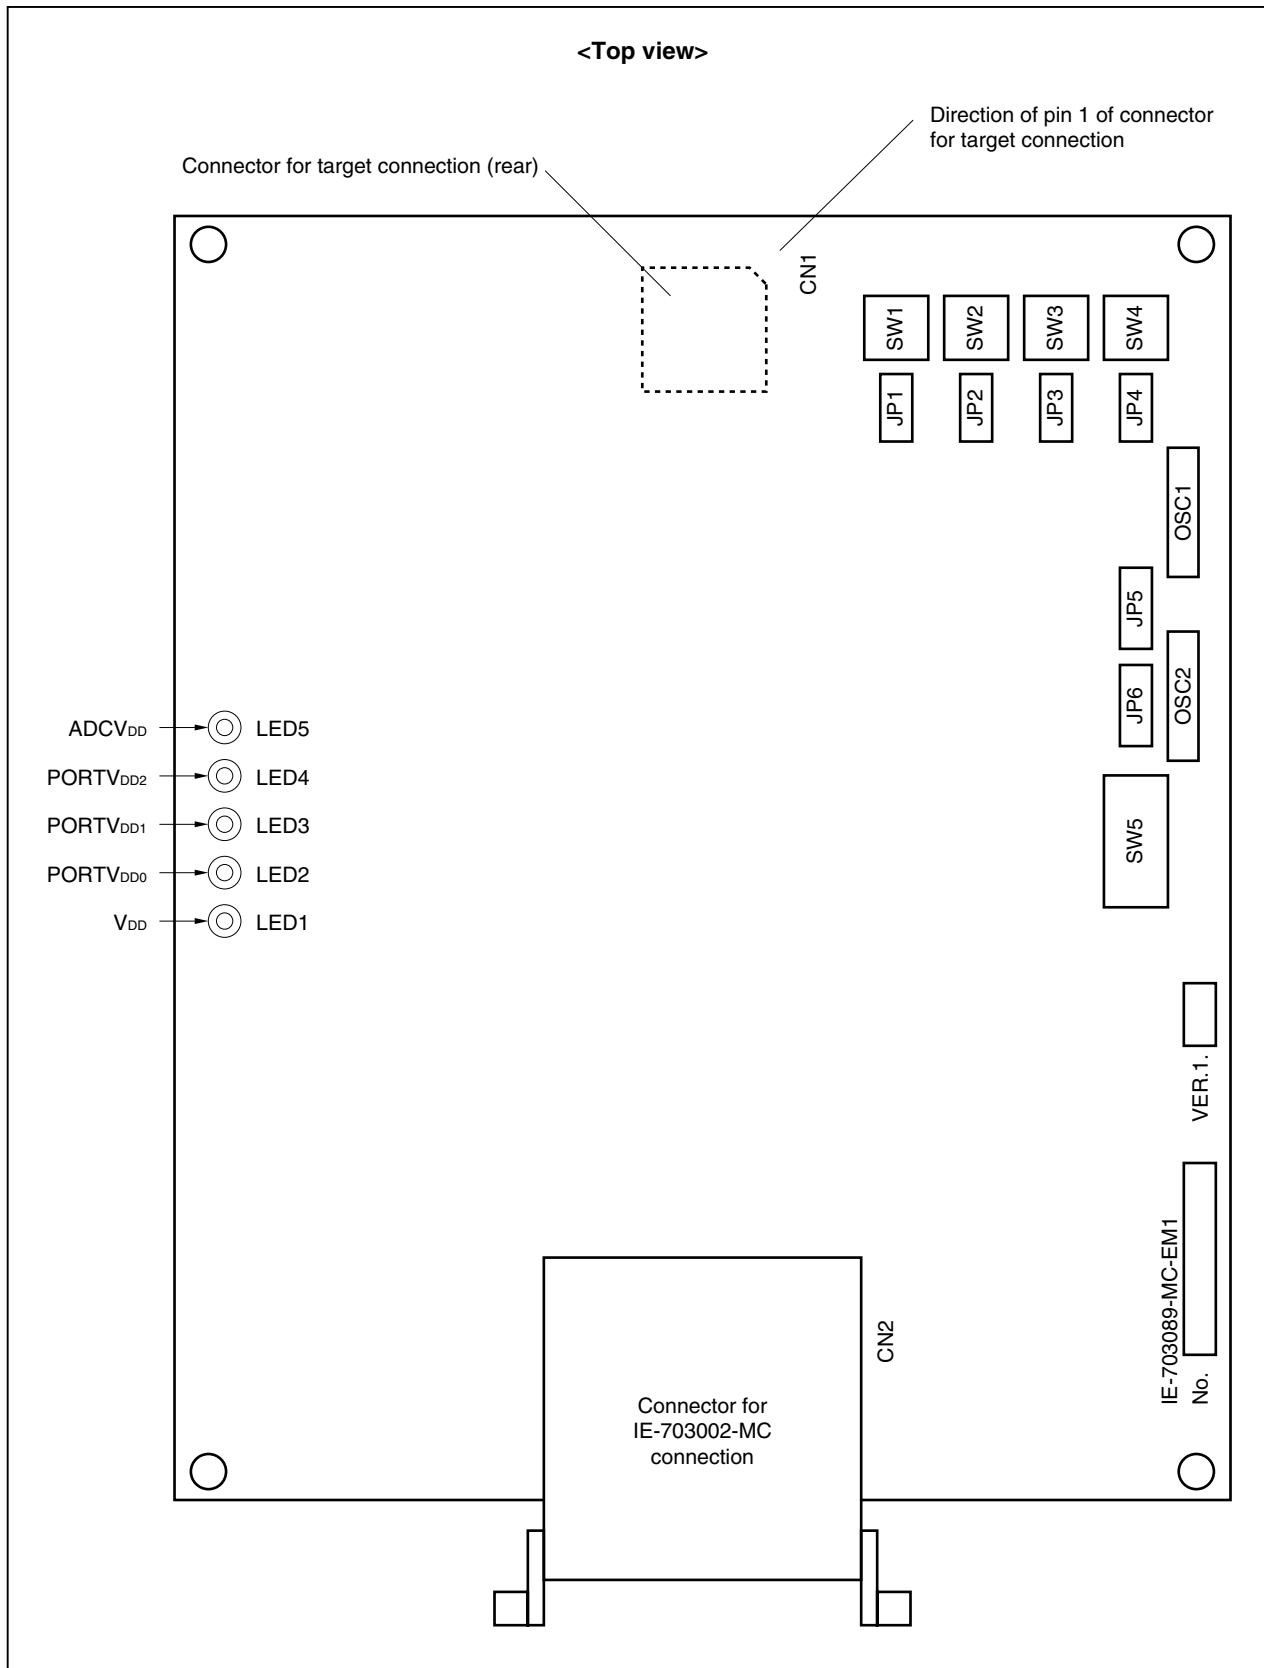 <Top view>
Direction of pin 1 of connector
for target connection
Connector for target connection (rear)
CN1
SW1
SW2
SW3
SW4
JP1
JP2
JP3
JP4
OSC1
JP5
OSC2
JP6
ADCVDD
LED5
PORTVDD2
LED4
PORTVDD1
LED3
PORTVDD0
LED2
VDD
LED1
SW5
VER.1.
IE-703089-MC-EM1
No.
CN2
Connector for
IE-703002-MC
connection